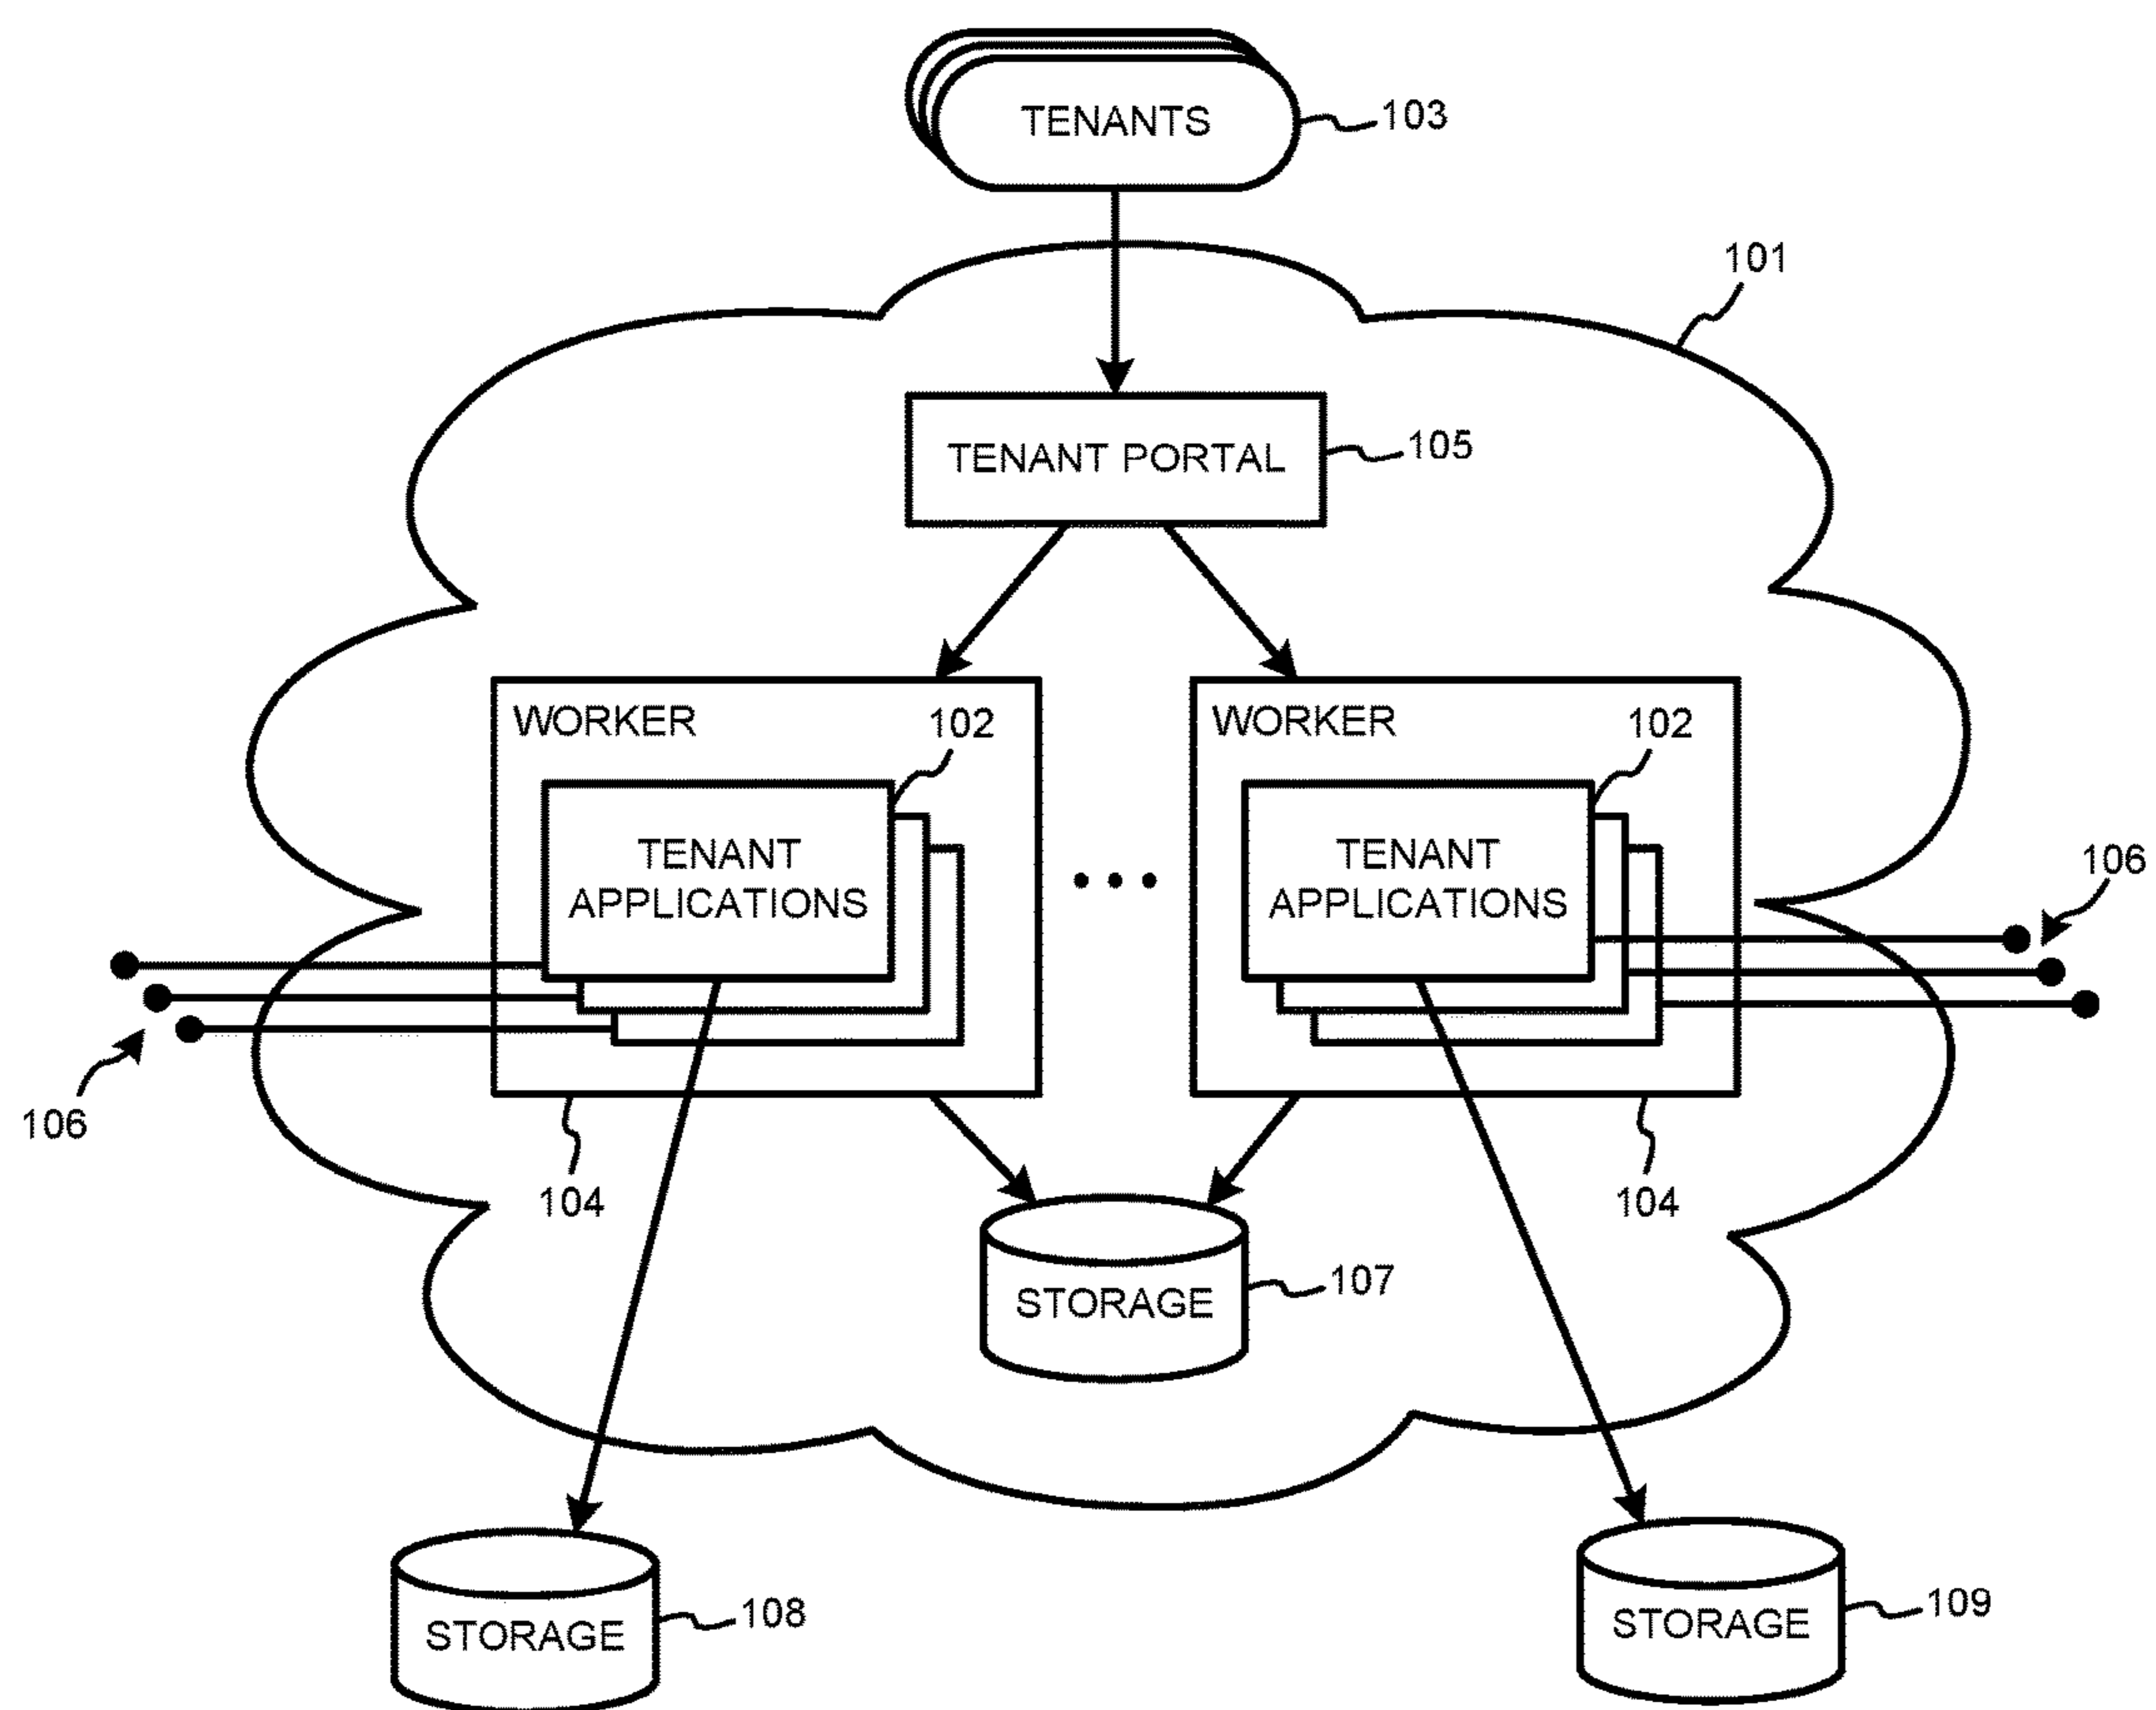 TENANTS
103
101
TENANT PORTAL
105
WORKER
102
TENANT
APPLICATIONS
WORKER
102
TENANT
APPLICATIONS
106
106
104
104
STORAGE
107
STORAGE
108
STORAGE
109